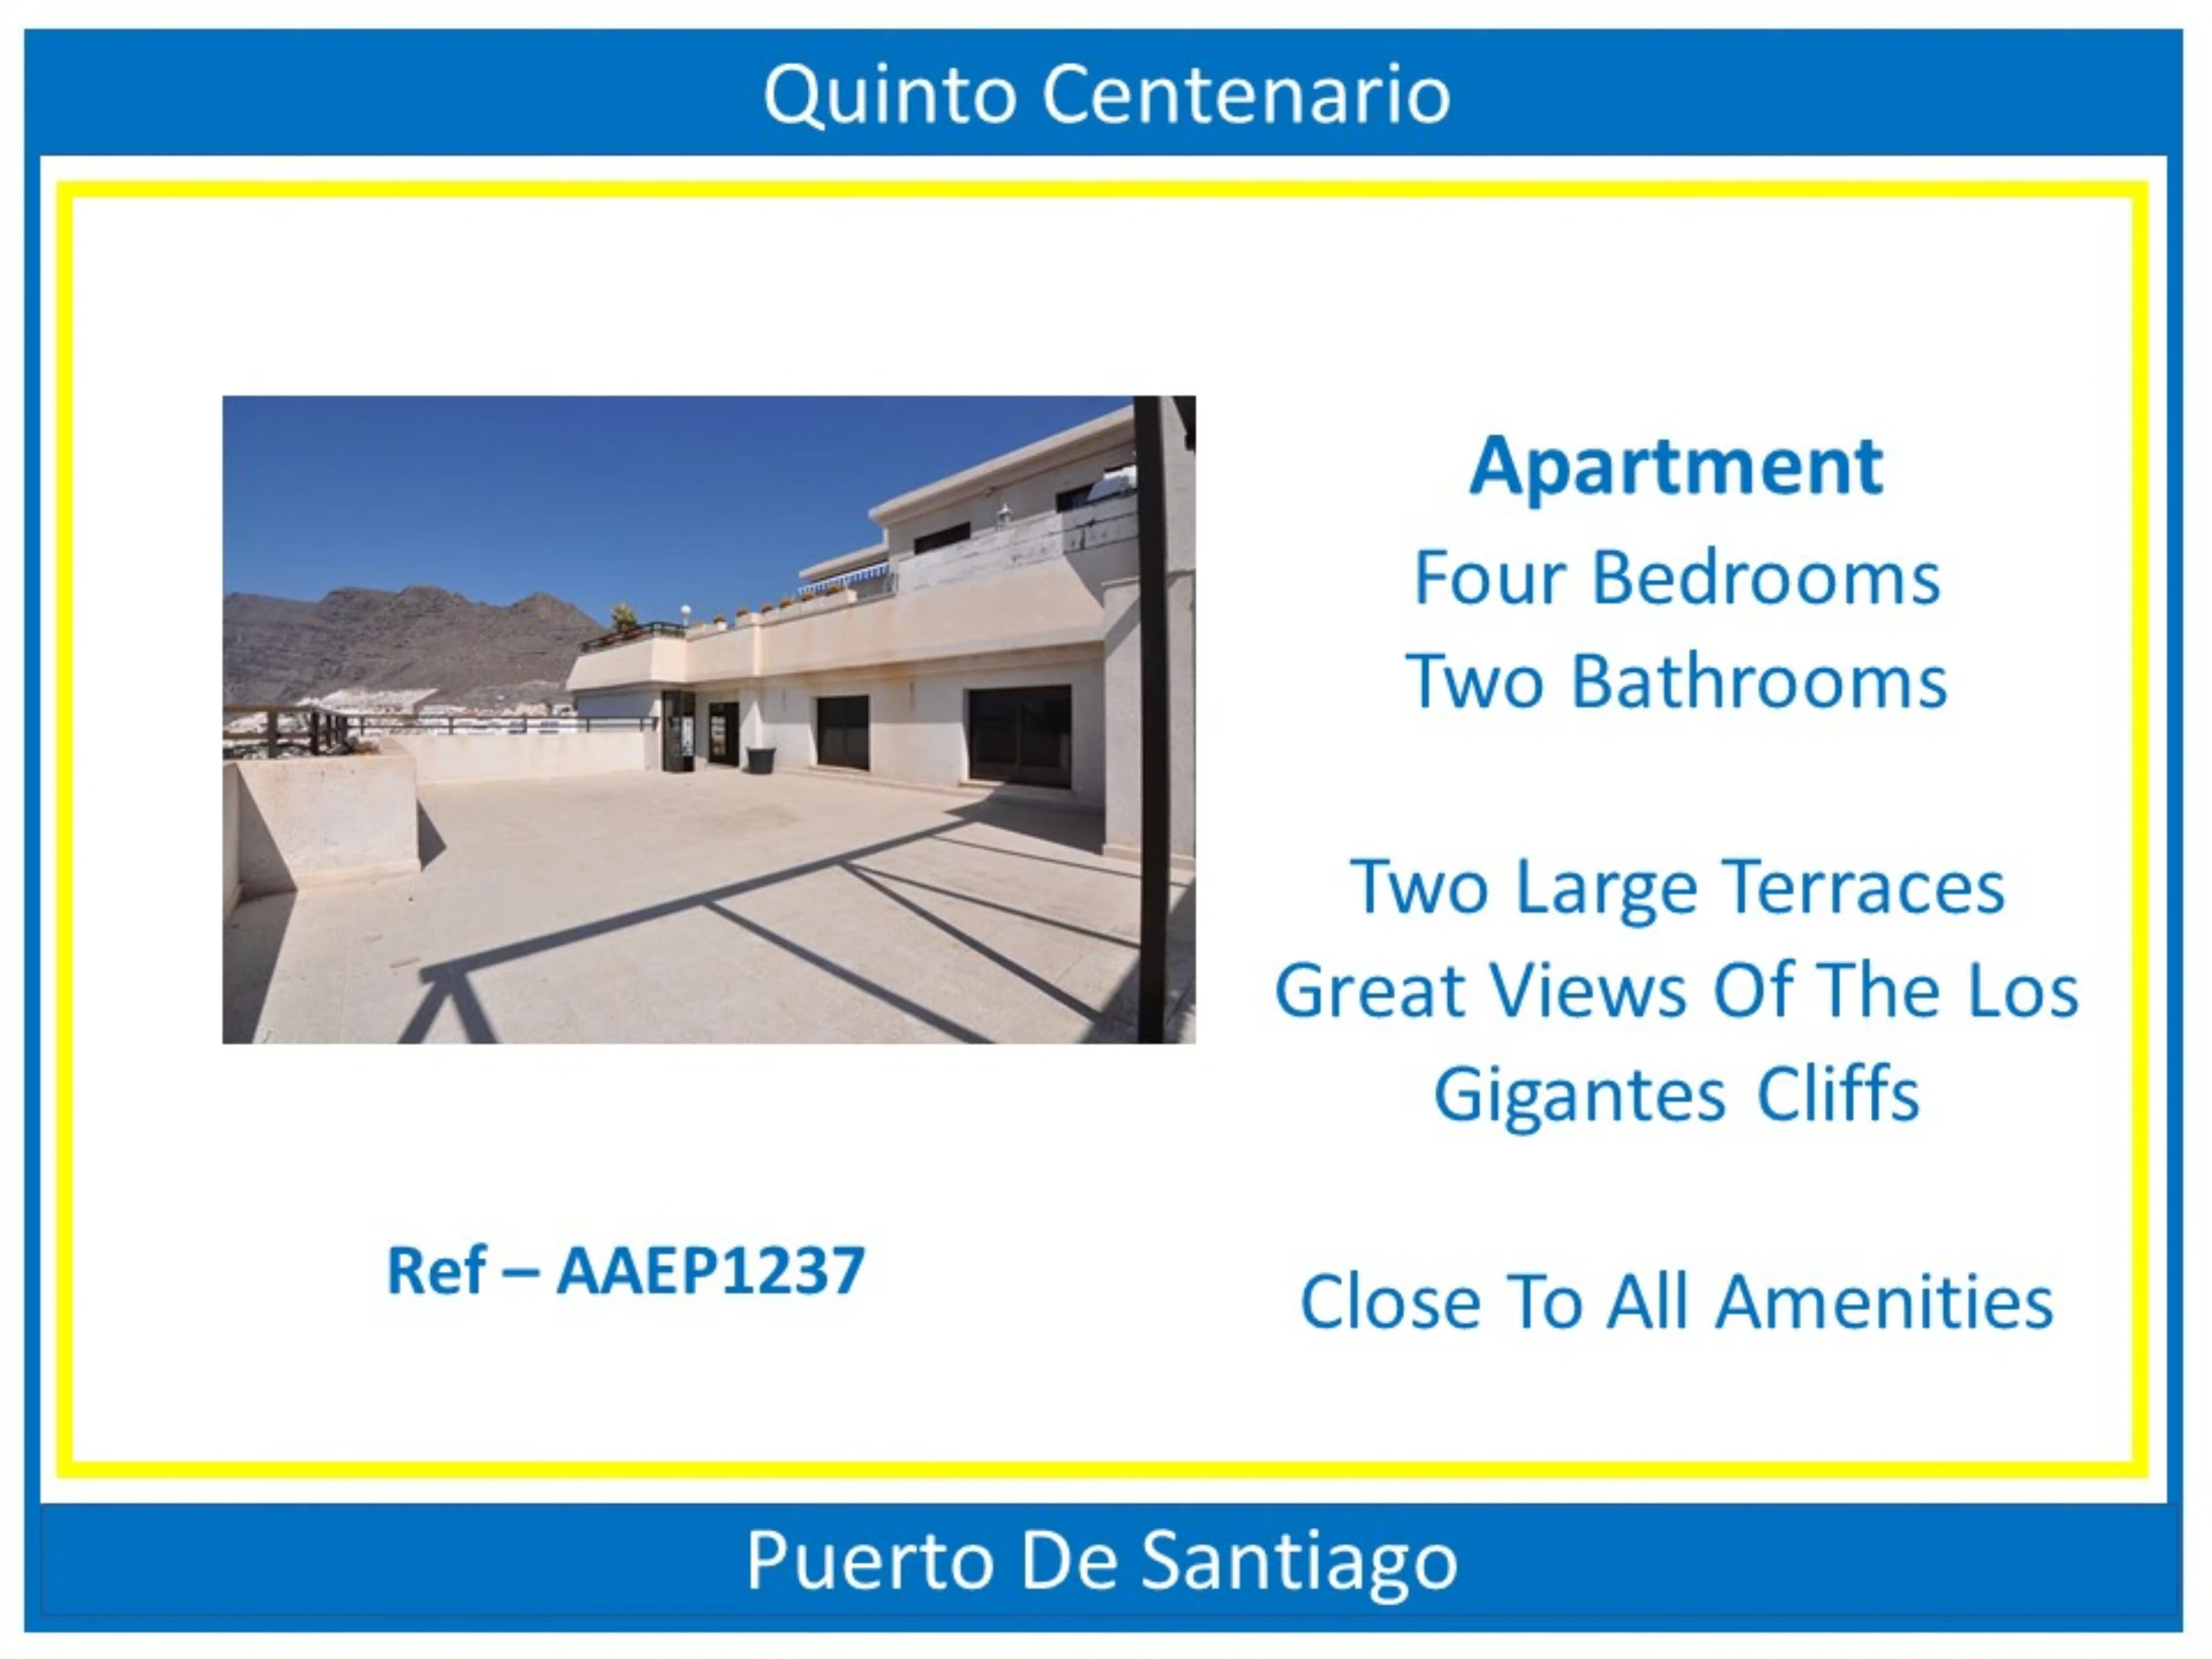 Quinto Centenario
Apartment
Four Bedrooms
Two Bathrooms
Two Large Terraces
Great Views Of The Los
Gigantes Cliffs
Close To All Amenities
Ref – AAEP1237
Puerto De Santiago